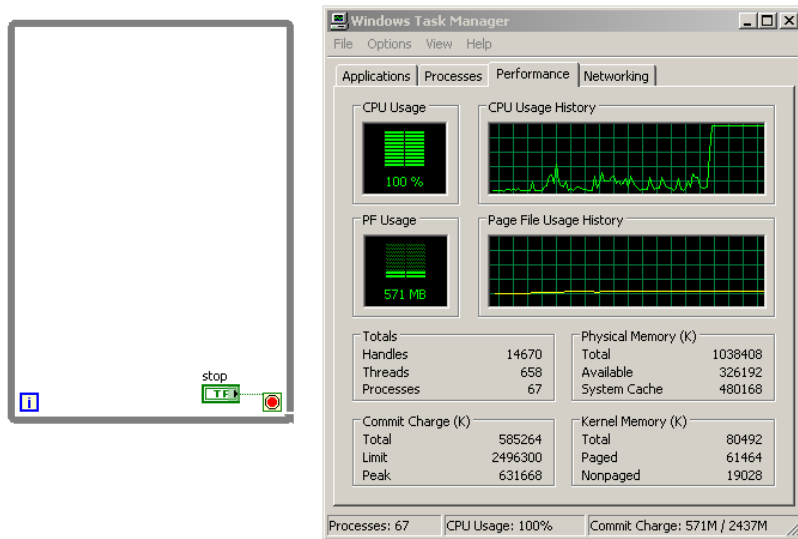 stop
TF
i
Windows Task Manager
File Options View Help
Applications Processes Performance Networking
CPU Usage
100 %
CPU Usage History
PF Usage
571 MB
Page File Usage History
Totals
Handles 14670
Threads 658
Processes 67
Physical Memory (K)
Total 1038408
Available 326192
System Cache 480168
Commit Charge (K)
Total 585264
Limit 2496300
Peak 631668
Kernel Memory (K)
Total 80492
Paged 61464
Nonpaged 19028
Processes: 67 CPU Usage: 100% Commit Charge: 571M / 2437M